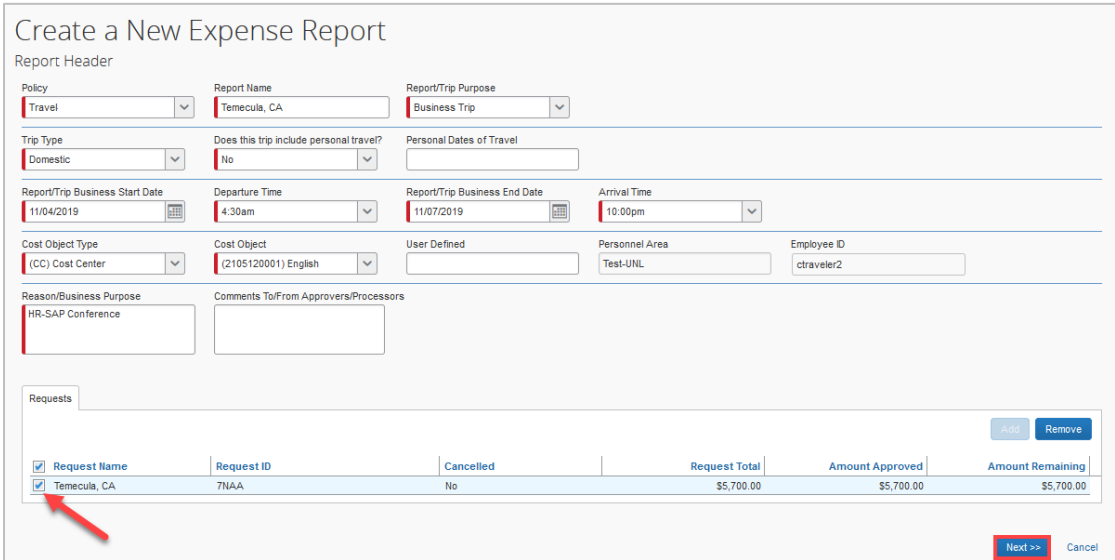 Create a New Expense Report
Report Header
Policy Report Name Report/Trip Purpose
Travel Temecula, CA Business Trip
Trip Type Does this trip include personal travel? Personal Dates of Travel
Domestic No
Report/Trip Business Start Date Departure Time Report/Trip Business End Date Arrival Time
11/04/2019 4:30am 11/07/2019 10:00pm
Cost Object Type Cost Object User Defined Personnel Area Employee ID
(CC) Cost Center (2105120001) English Test-UNL ctraveler2
Reason/Business Purpose Comments To/From Approvers/Processors
HR-SAP Conference
Requests
Add Remove
Request Name Request ID Cancelled Request Total Amount Approved Amount Remaining
Temecula, CA 7NAA No $5,700.00 $5,700.00 $5,700.00
Next >> Cancel